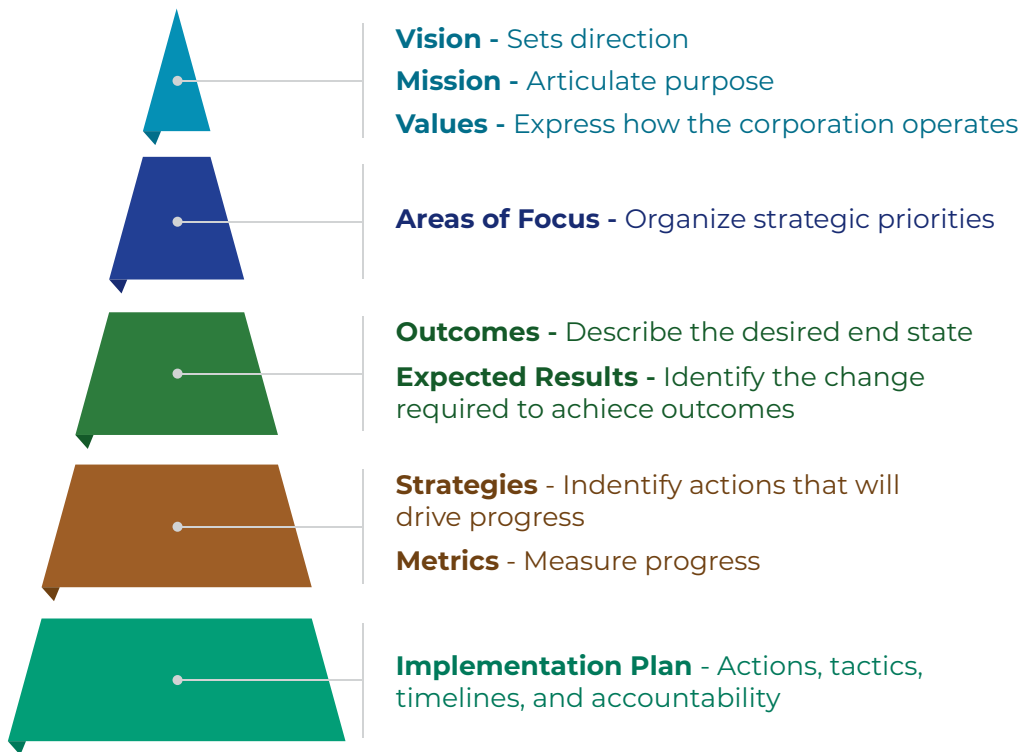 Vision - Sets direction
Mission - Articulate purpose
Values - Express how the corporation operates
Areas of Focus - Organize strategic priorities
Outcomes - Describe the desired end state
Expected Results - Identify the change
required to achiece outcomes
Strategies - Indentify actions that will
drive progress
Metrics - Measure progress
Implementation Plan - Actions, tactics,
timelines, and accountability